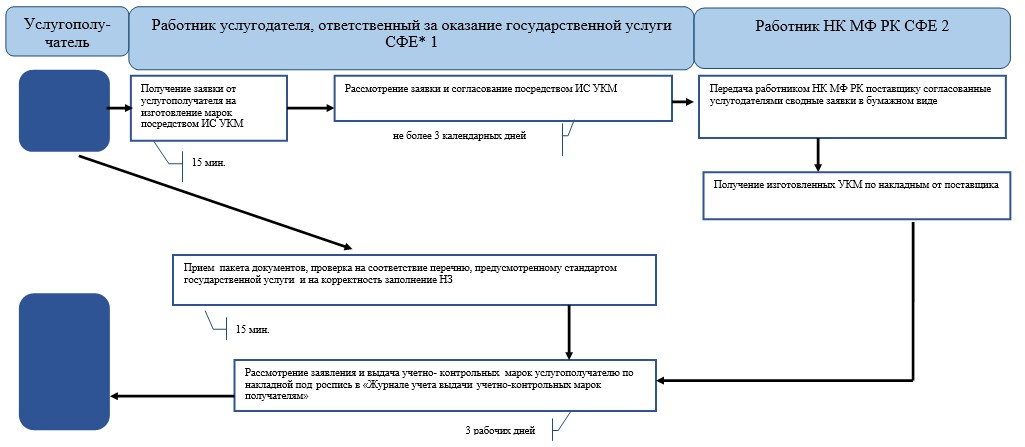 Услугополу-
чатель
Работник услугодателя, ответственный за оказание государственной услуги
СФЕ* 1
Работник НК МФ РК СФЕ 2
Получение заявки от
услугополучателя на
изготовление марок
посредством ИС УКМ
Рассмотрение заявки и согласование посредством ИС УКМ
Передача работником НК МФ РК поставщику согласованные
услугодателями сводные заявки в бумажном виде
не более 3 календарных дней
15 мин.
Получение изготовленных УКМ по накладным от поставщика
Прием пакета документов, проверка на соответствие перечню, предусмотренному стандартом
государственной услуги и на корректность заполнение НЗ
15 мин.
Рассмотрение заявления и выдача учетно- контрольных марок услугополучателю по
накладной под роспись в «Журнале учета выдачи учетно-контрольных марок
получателям»
3 рабочих дней